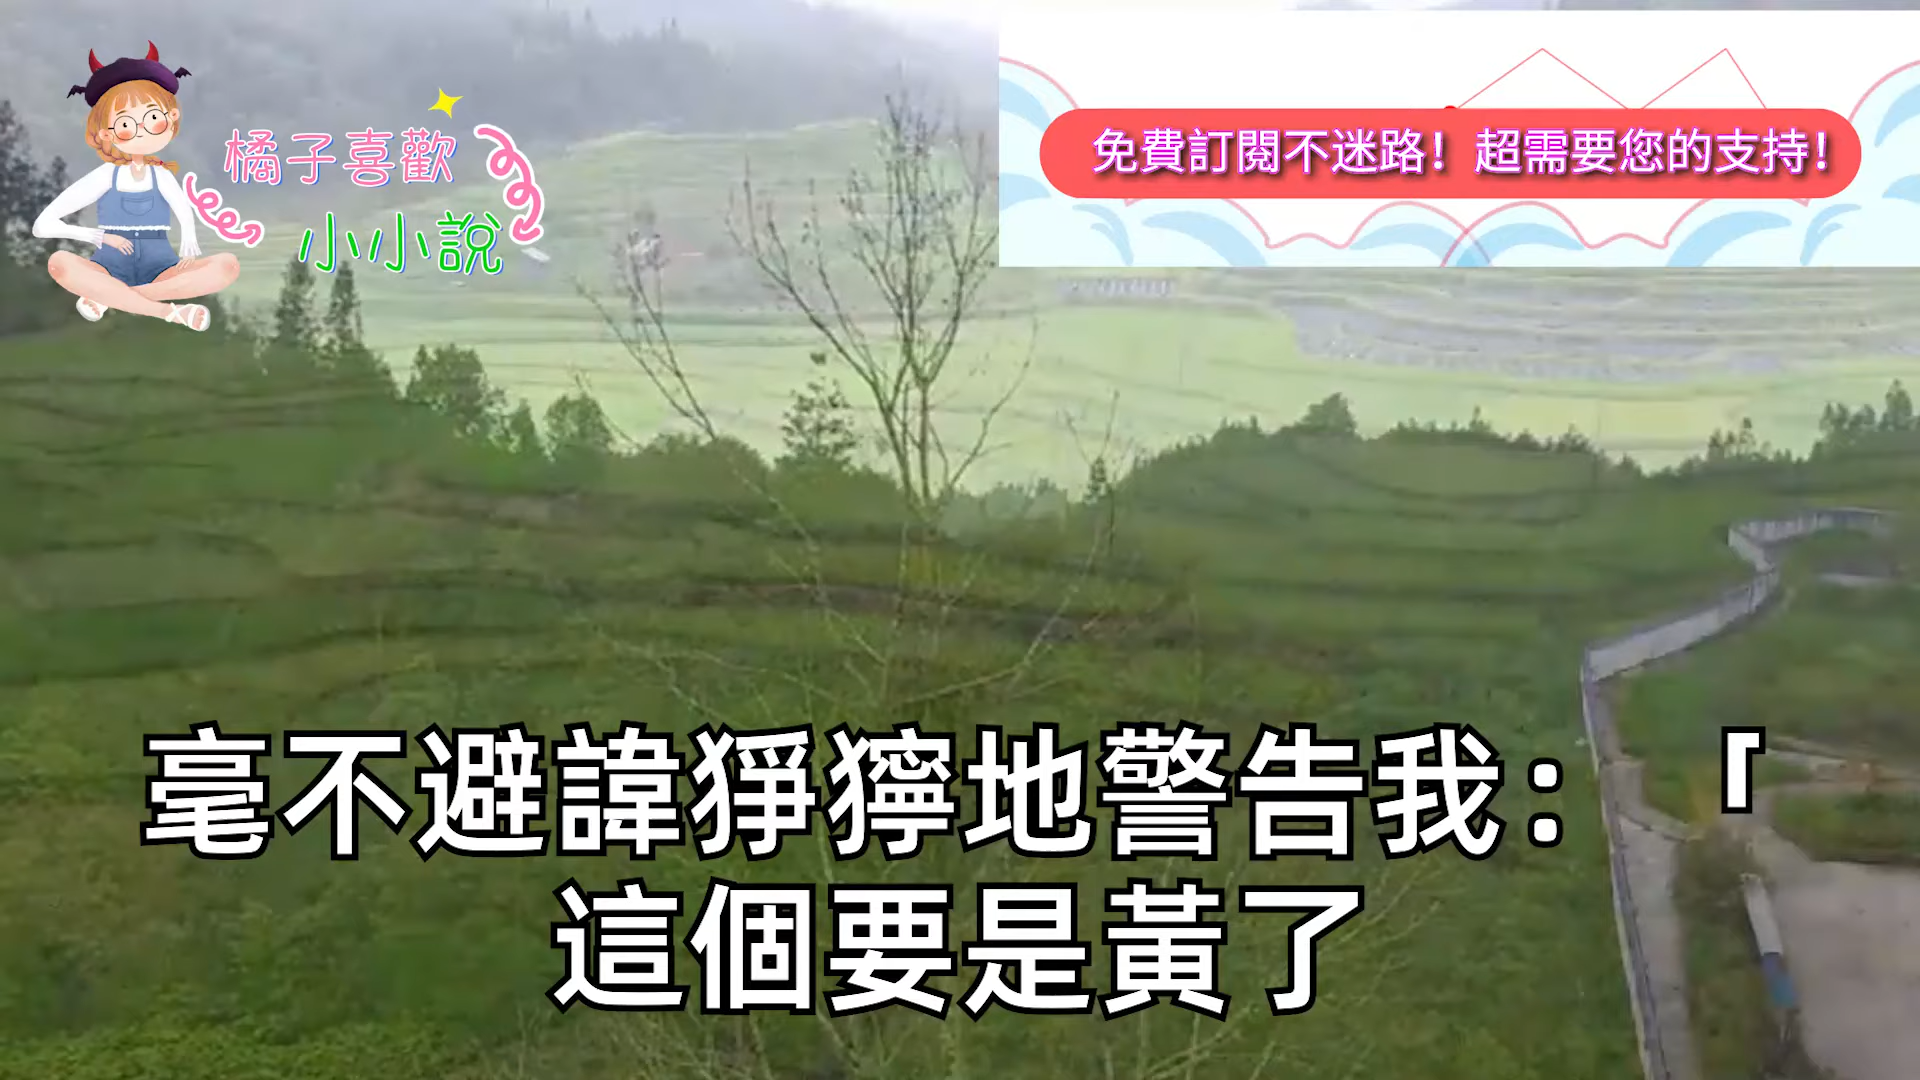 橘子喜歡
小小說
免費訂閱不迷路！超需要您的支持！
毫不避諱猙獰地警告我：「
這個要是黃了